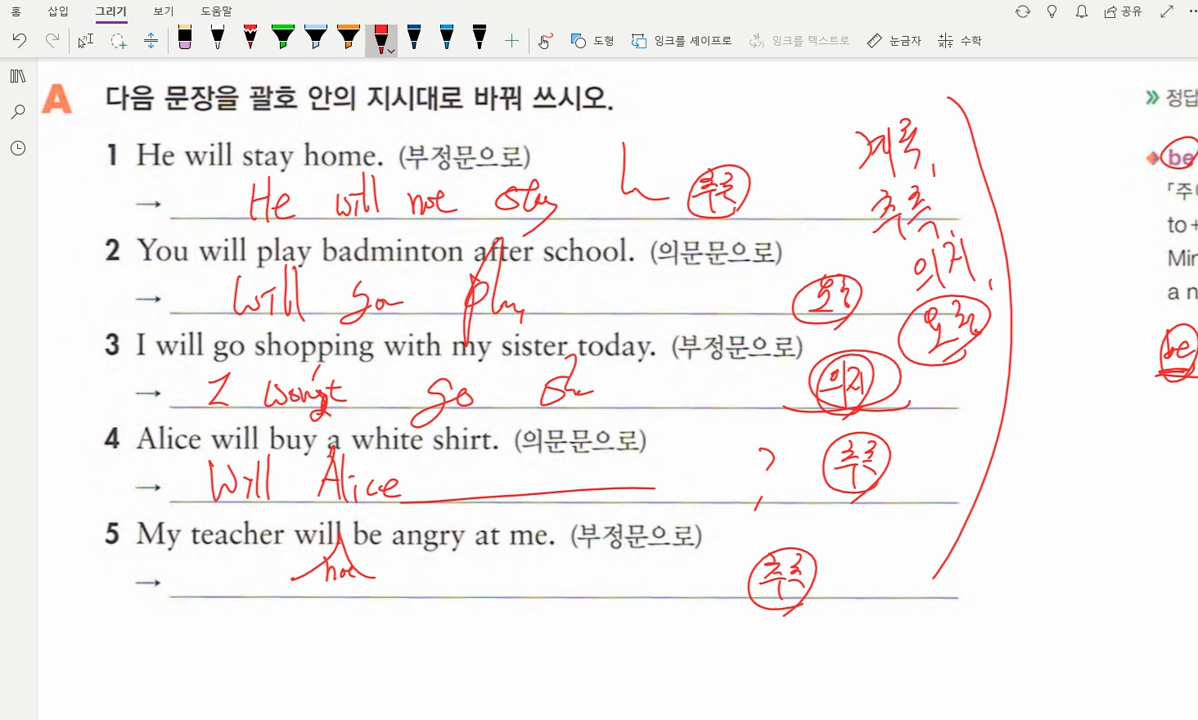 홈 삽입 그리기 보기 도움말
공유
도형 잉크를 셰이프로 잉크를 텍스트로 눈금자 수학
A 다음 문장을 괄호 안의 지시대로 바꿔 쓰시오.
» 정답
1 He will stay home. (부정문으로)
계획,
be
→ He will not stay 추측
추측,
「주
to+
2 You will play badminton after school. (의문문으로)
의지,
Min
→ Will you play 요청
요청
a n
3 I will go shopping with my sister today. (부정문으로)
be
→ I won't go sh 의지
4 Alice will buy a white shirt. (의문문으로)
→ Will Alice ? 추측
5 My teacher will be angry at me. (부정문으로)
not
→ 추측